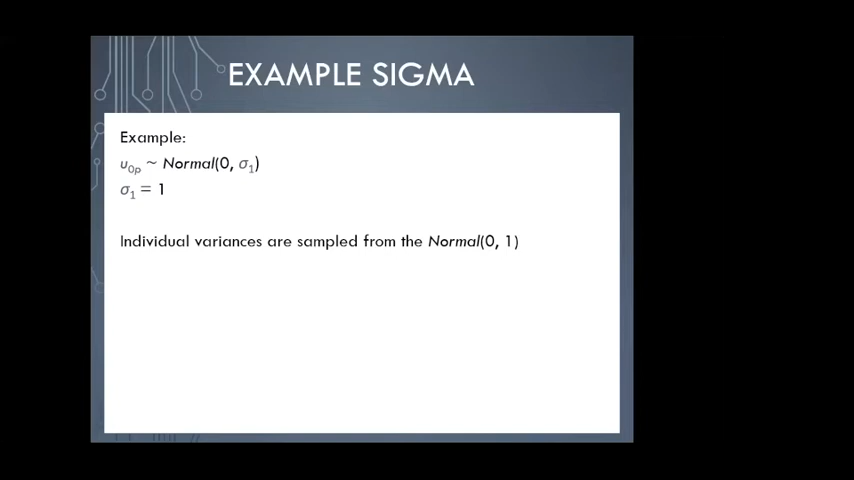 EXAMPLE SIGMA
Example:
u₀ₚ ~ Normal(0, σ₁)
σ₁ = 1
Individual variances are sampled from the Normal(0, 1)